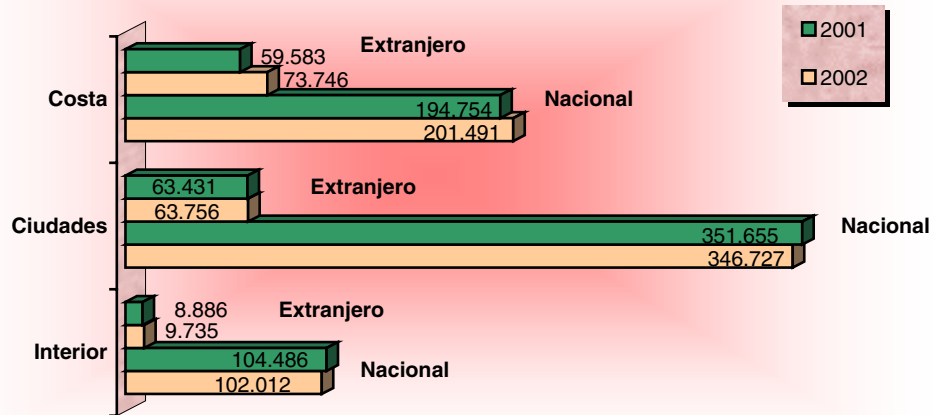 2001
2002
Extranjero
59.583
73.746
Costa
194.754
Nacional
201.491
63.431
Extranjero
63.756
Ciudades
351.655
Nacional
346.727
8.886
Extranjero
9.735
Interior
104.486
Nacional
102.012